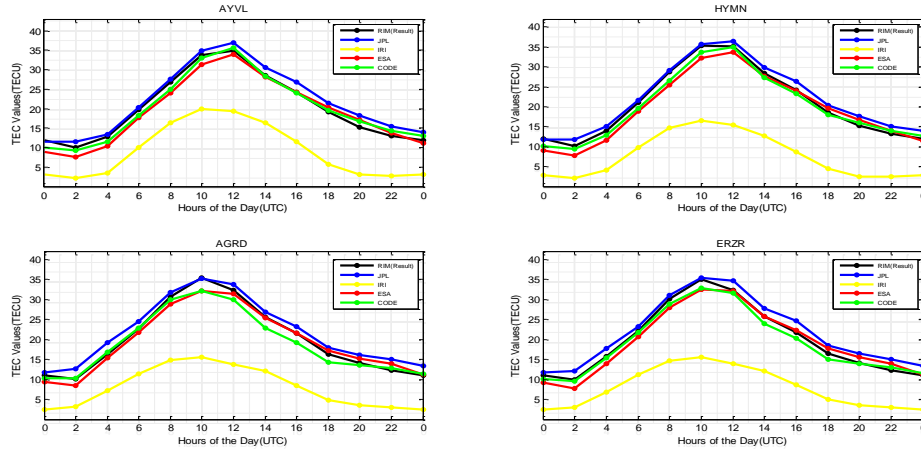 AYVL
TEC Values(TECU)
40
35
30
25
20
15
10
5
RIM(Result)
JPL
IRI
ESA
CODE
0 2 4 6 8 10 12 14 16 18 20 22 0
Hours of the Day(UTC)
HYMN
TEC Values(TECU)
40
35
30
25
20
15
10
5
RIM(Result)
JPL
IRI
ESA
CODE
0 2 4 6 8 10 12 14 16 18 20 22 0
Hours of the Day(UTC)
AGRD
TEC Values(TECU)
40
35
30
25
20
15
10
5
RIM(Result)
JPL
IRI
ESA
CODE
0 2 4 6 8 10 12 14 16 18 20 22 0
Hours of the Day(UTC)
ERZR
TEC Values(TECU)
40
35
30
25
20
15
10
5
RIM(Result)
JPL
IRI
ESA
CODE
0 2 4 6 8 10 12 14 16 18 20 22 0
Hours of the Day(UTC)